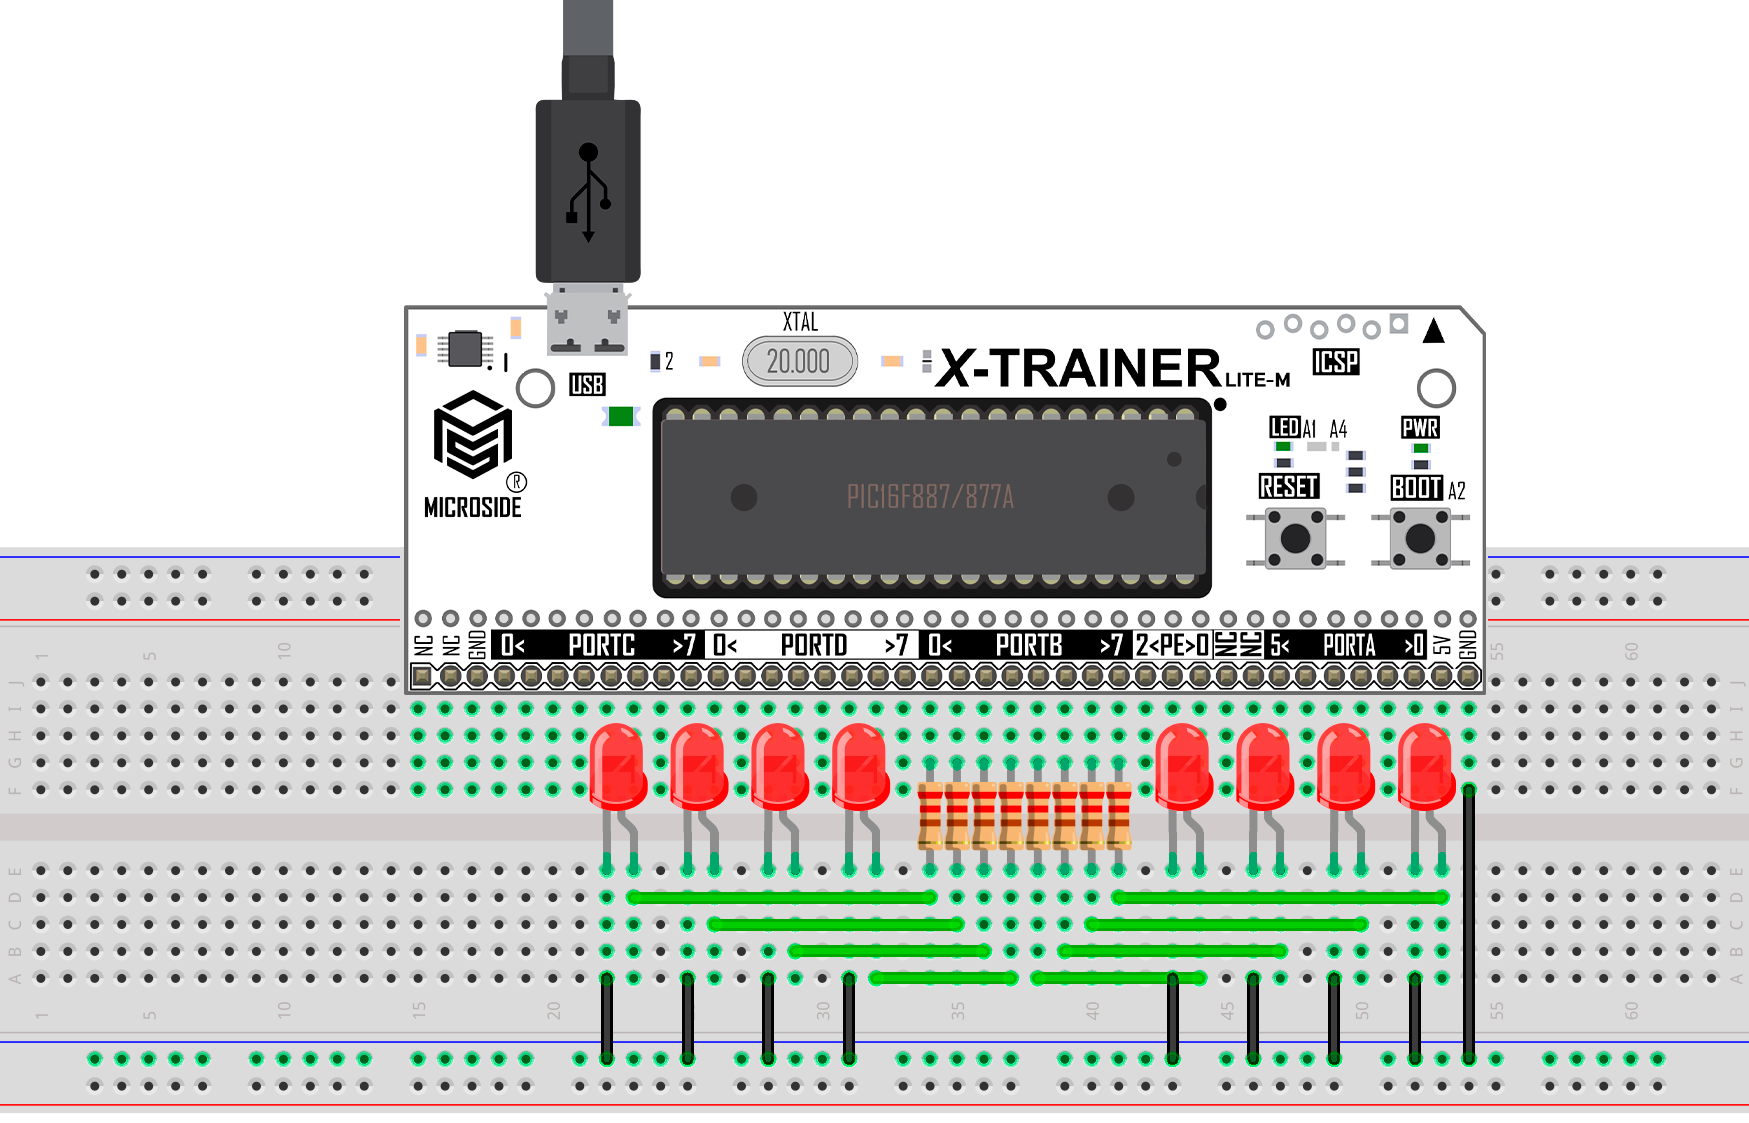 XTAL
20.000
2
X-TRAINER LITE-M
ICSP
USB
LED A1 A4 PWR
®
MICROSIDE
PIC16F887/877A
RESET BOOT A2
NC NC GND 0< PORTC >7 0< PORTD >7 0< PORTB >7 2<PE>0 NC NC 5< PORTA >0 5V GND
1 5 10 55 60
J J
I I
H H
G G
F F
E E
D D
C C
B B
A A
1 5 10 15 20 30 35 40 45 50 55 60